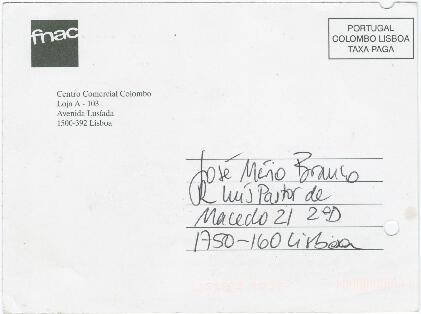 fnac
PORTUGAL
COLOMBO LISBOA
TAXA PAGA
Centro Comercial Colombo
Loja A - 103
Avenida Lusíada
1500-392 Lisboa
José Mário Branco
R Luís Pastor de
Macedo 21 2ºD
1750-160 Lisboa